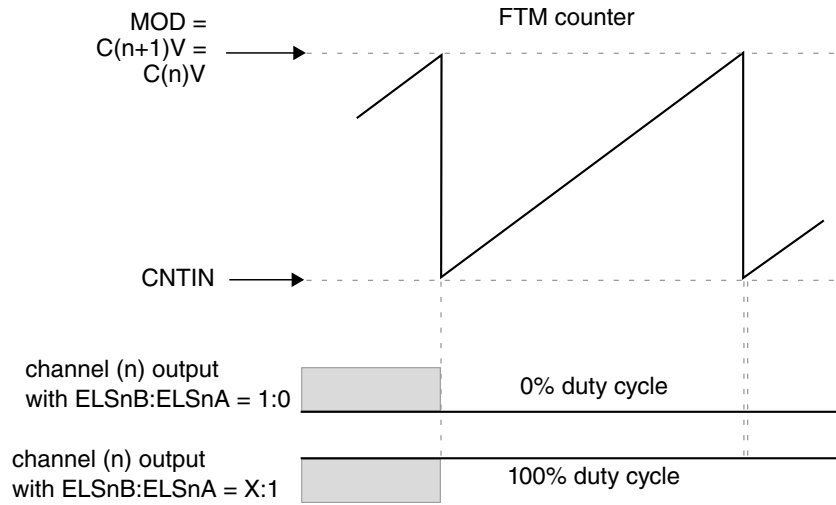 FTM counter
MOD =
C(n+1)V =
C(n)V
CNTIN
channel (n) output
with ELSnB:ELSnA = 1:0
0% duty cycle
channel (n) output
with ELSnB:ELSnA = X:1
100% duty cycle